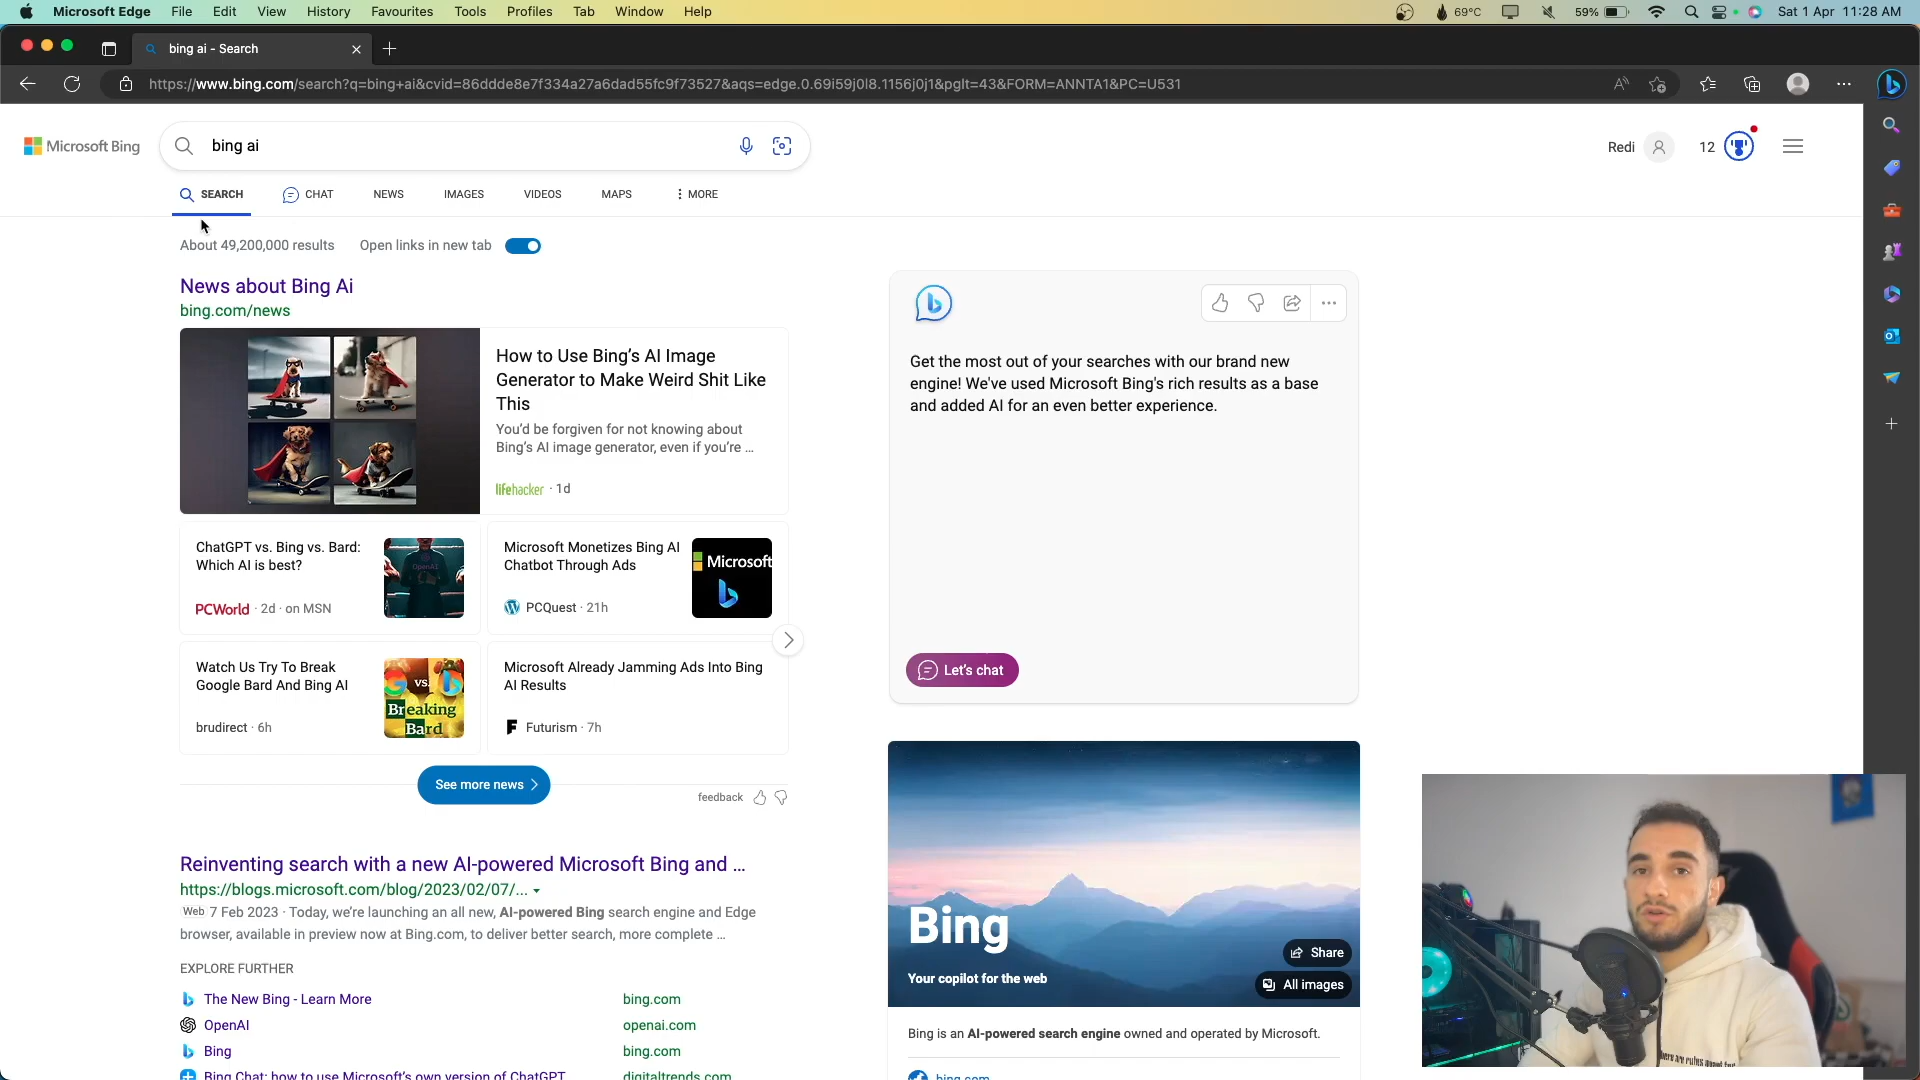 Microsoft Edge File Edit View History Favourites Tools Profiles Tab Window Help
69°C 59% Sat 1 Apr 11:28 AM
bing ai - Search
https://www.bing.com/search?q=bing+ai&cvid=86ddde8e7f334a27a6dad55fc9f73527&aqs=edge.0.69i59j0l8.1156j0j1&pglt=43&FORM=ANNTA1&PC=U531
Microsoft Bing
bing ai
Redi
12
SEARCH CHAT NEWS IMAGES VIDEOS MAPS MORE
About 49,200,000 results Open links in new tab
News about Bing Ai
bing.com/news
How to Use Bing's AI Image
Generator to Make Weird Shit Like
This
You'd be forgiven for not knowing about
Bing's AI image generator, even if you're ...
lifehacker · 1d
ChatGPT vs. Bing vs. Bard:
Which AI is best?
PCWorld · 2d · on MSN
OpenAI
Microsoft Monetizes Bing AI
Chatbot Through Ads
PCQuest · 21h
Microsoft
Watch Us Try To Break
Google Bard And Bing AI
brudirect · 6h
vs.
Breaking
Bard
Microsoft Already Jamming Ads Into Bing
AI Results
Futurism · 7h
See more news
feedback
Reinventing search with a new AI-powered Microsoft Bing and ...
https://blogs.microsoft.com/blog/2023/02/07/...
Web 7 Feb 2023 · Today, we're launching an all new, AI-powered Bing search engine and Edge
browser, available in preview now at Bing.com, to deliver better search, more complete ...
EXPLORE FURTHER
The New Bing - Learn More bing.com
OpenAI openai.com
Bing bing.com
Bing Chat: how to use Microsoft's own version of ChatGPT digitaltrends.com
Get the most out of your searches with our brand new
engine! We've used Microsoft Bing's rich results as a base
and added AI for an even better experience.
Let's chat
Bing
Your copilot for the web
Share
All images
Bing is an AI-powered search engine owned and operated by Microsoft.
bing.com